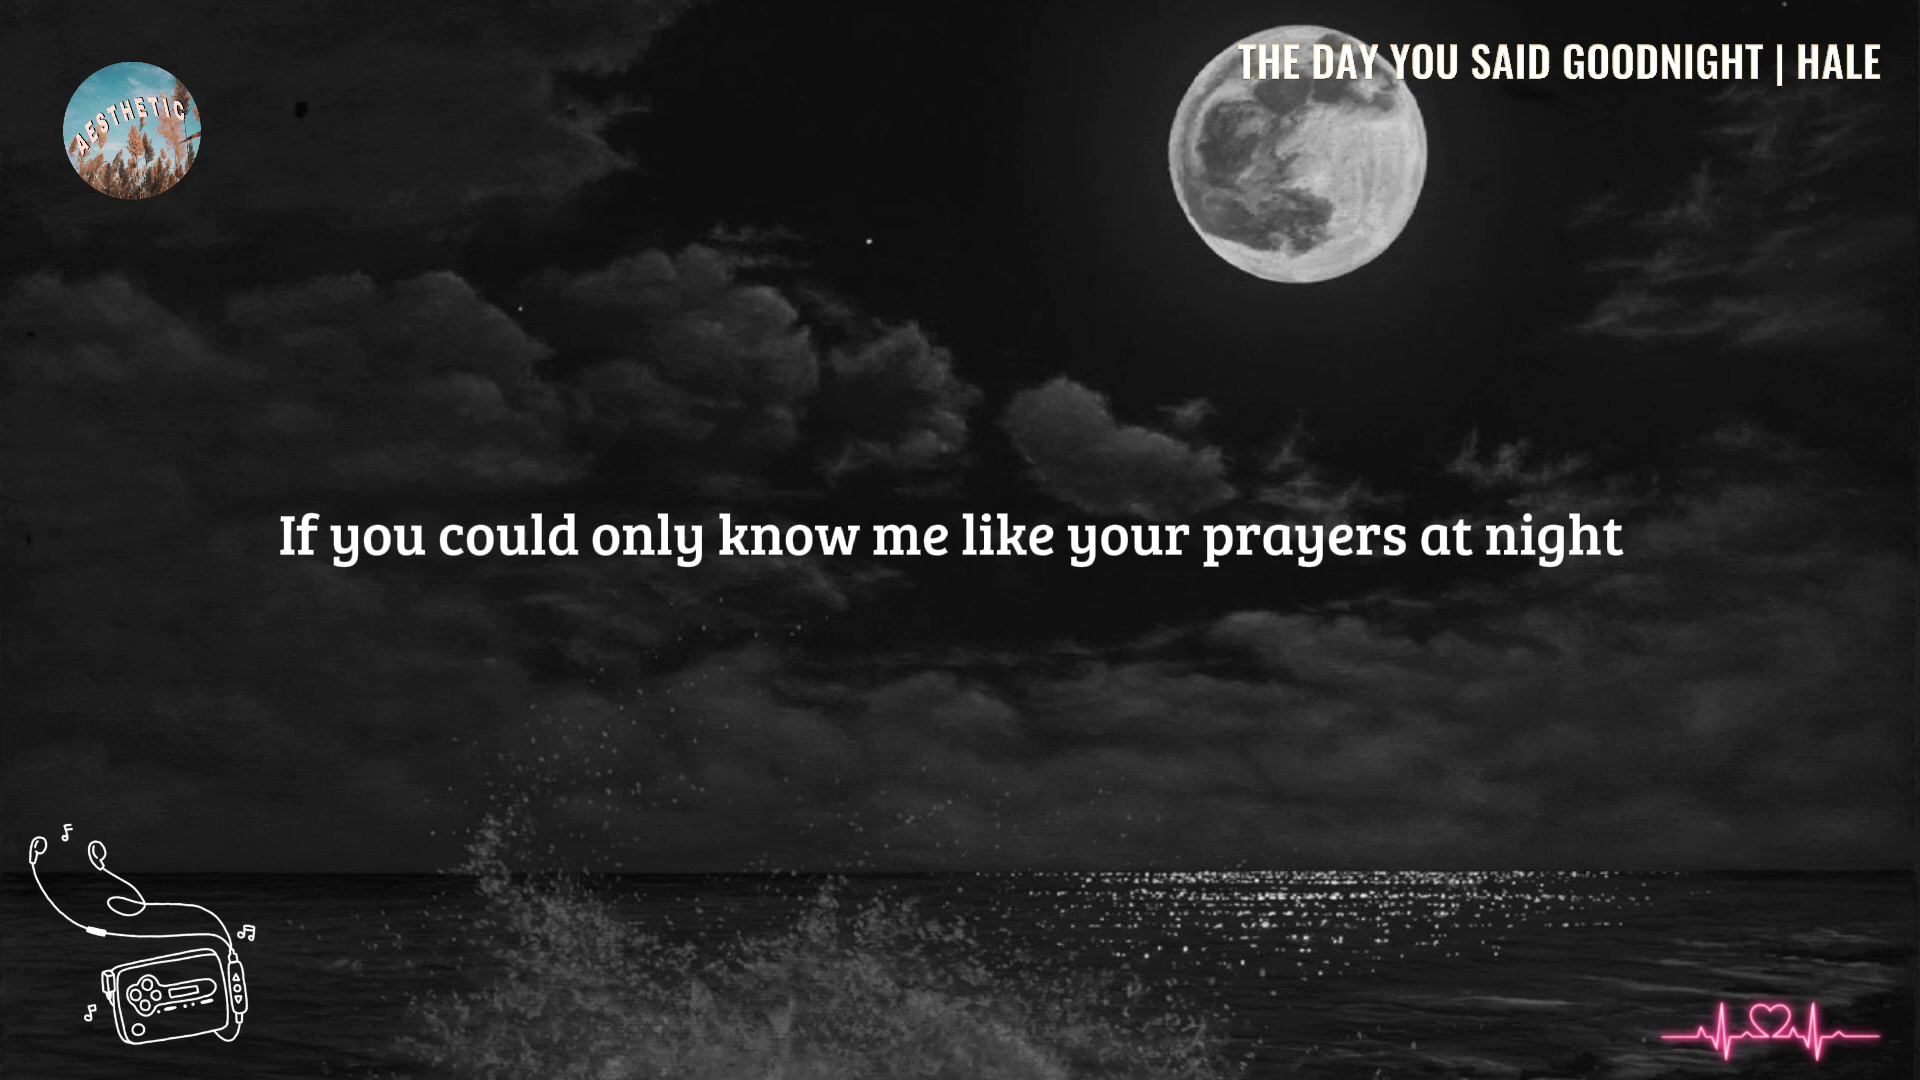 AESTHETIC
THE DAY YOU SAID GOODNIGHT | HALE
If you could only know me like your prayers at night